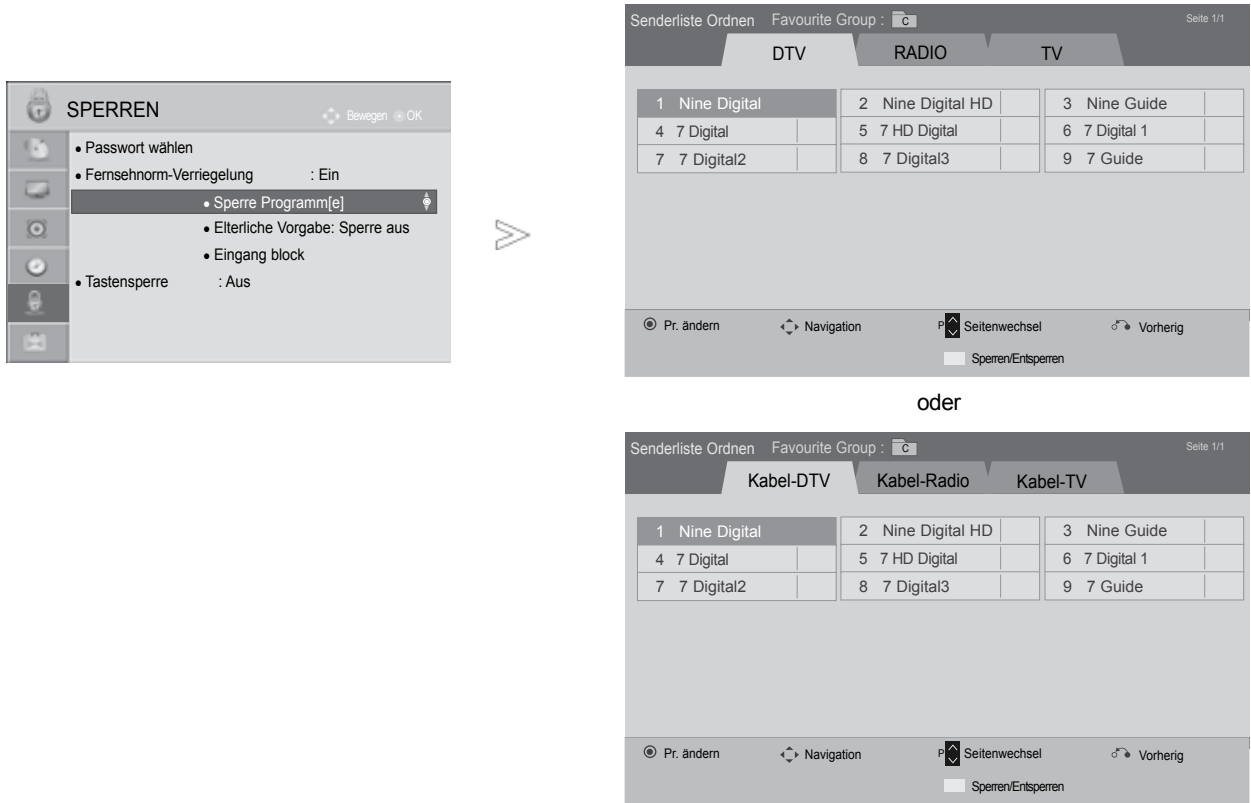 SPERREN Bewegen OK
• Passwort wählen
• Fernsehnorm-Verriegelung : Ein
• Sperre Programm[e]
• Elterliche Vorgabe: Sperre aus
• Eingang block
• Tastensperre : Aus
Senderliste Ordnen Favourite Group : C Seite 1/1
DTV RADIO TV
1 Nine Digital 2 Nine Digital HD 3 Nine Guide
4 7 Digital 5 7 HD Digital 6 7 Digital 1
7 7 Digital2 8 7 Digital3 9 7 Guide
Pr. ändern Navigation P Seitenwechsel Vorherig
Sperren/Entsperren
oder
Senderliste Ordnen Favourite Group : C Seite 1/1
Kabel-DTV Kabel-Radio Kabel-TV
1 Nine Digital 2 Nine Digital HD 3 Nine Guide
4 7 Digital 5 7 HD Digital 6 7 Digital 1
7 7 Digital2 8 7 Digital3 9 7 Guide
Pr. ändern Navigation P Seitenwechsel Vorherig
Sperren/Entsperren